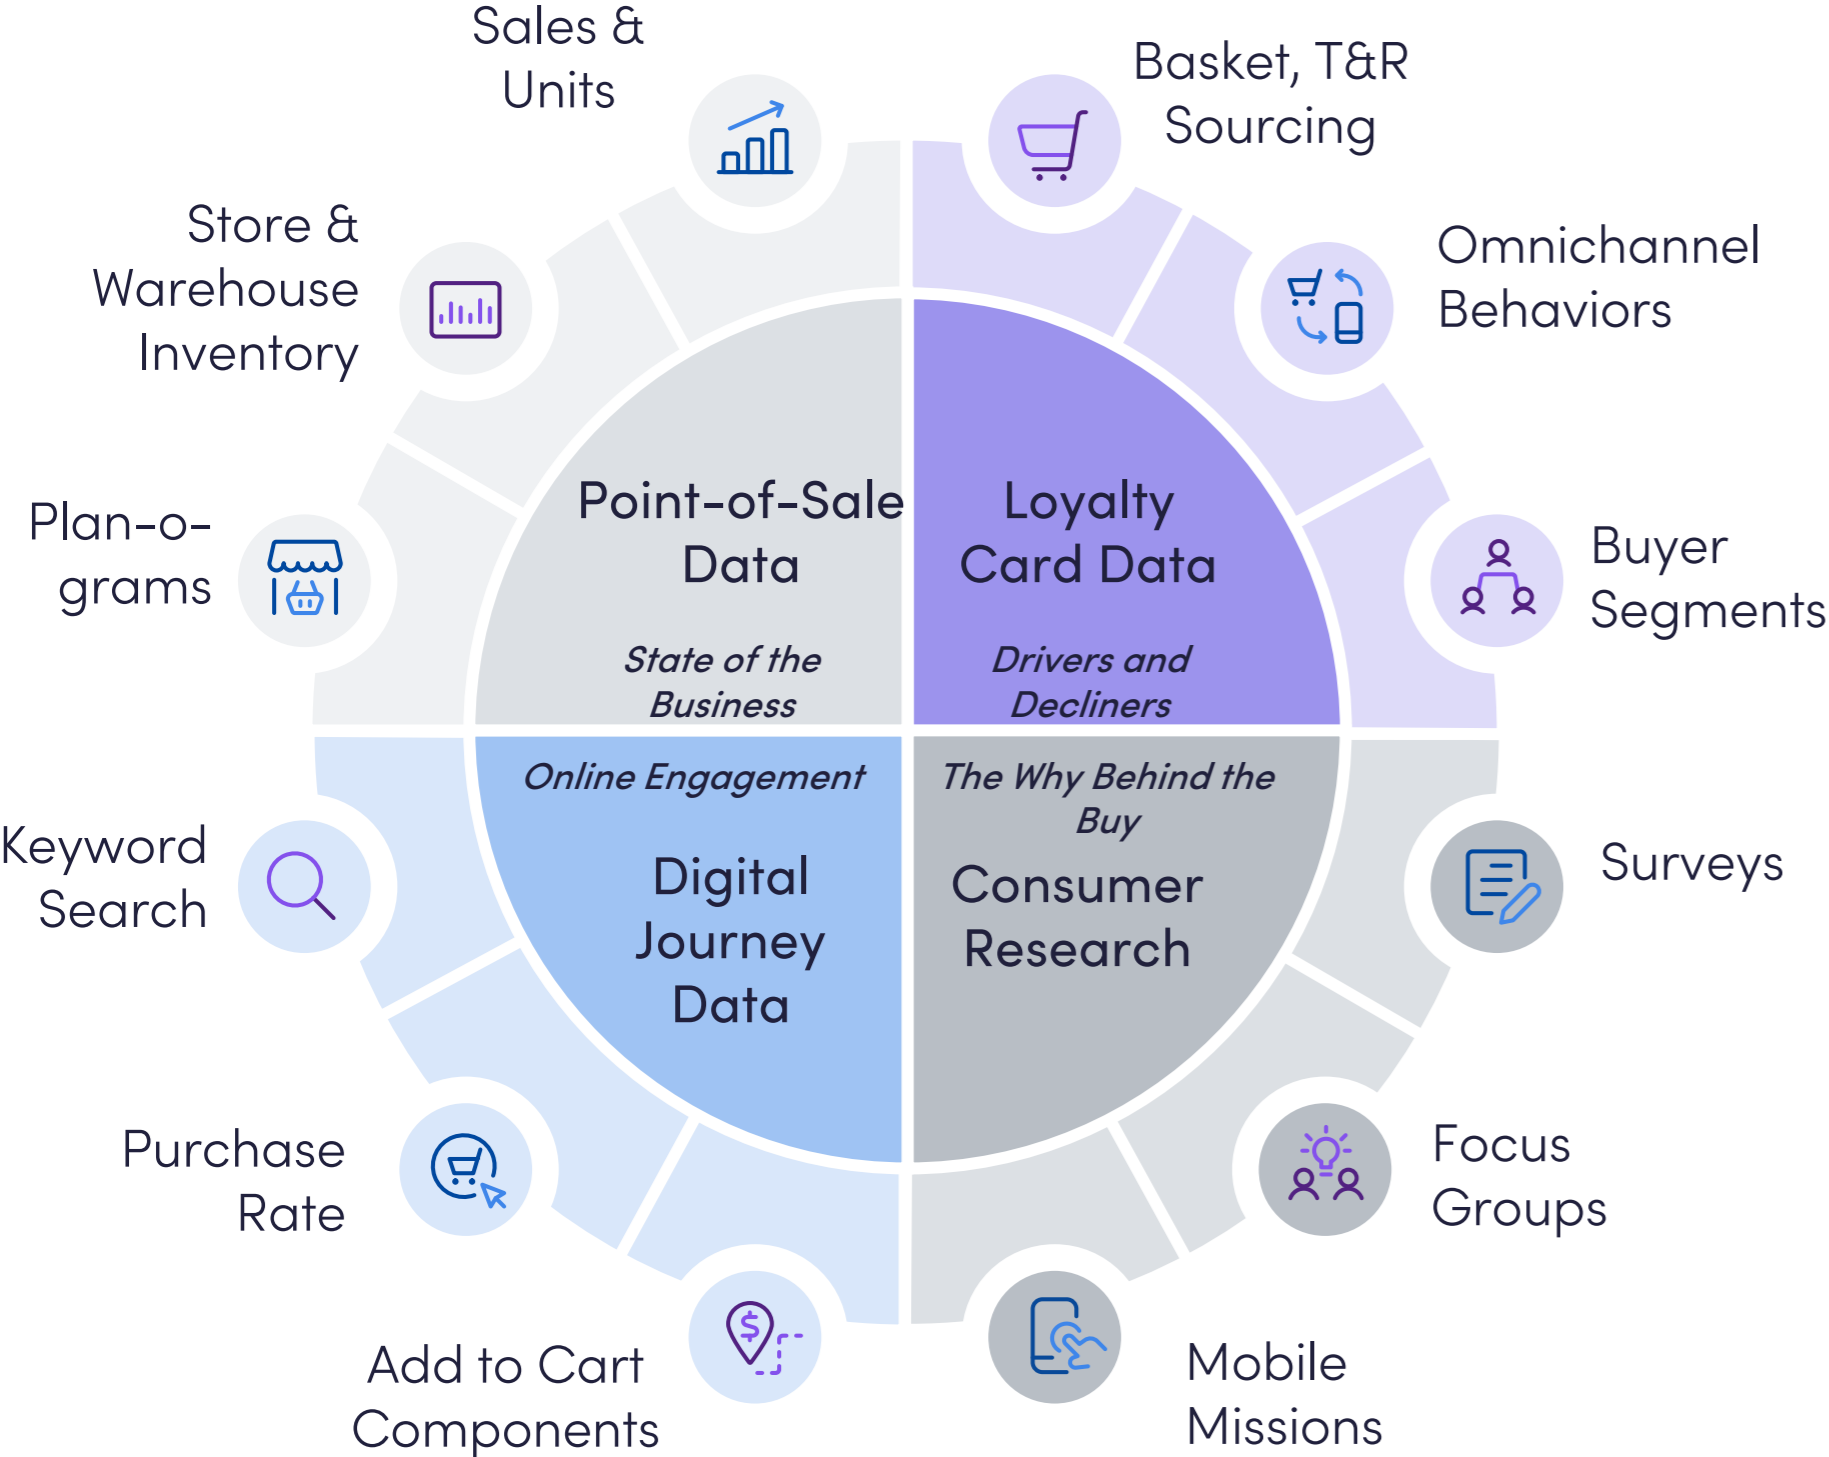 Sales &
Units
Basket, T&R
Sourcing
Store &
Warehouse
Inventory
Omnichannel
Behaviors
Plan-o-
grams
Buyer
Segments
Point-of-Sale
Data
State of the
Business
Loyalty
Card Data
Drivers and
Decliners
Online Engagement
Digital
Journey
Data
The Why Behind the
Buy
Consumer
Research
Keyword
Search
Surveys
Purchase
Rate
Focus
Groups
$
Add to Cart
Components
Mobile
Missions